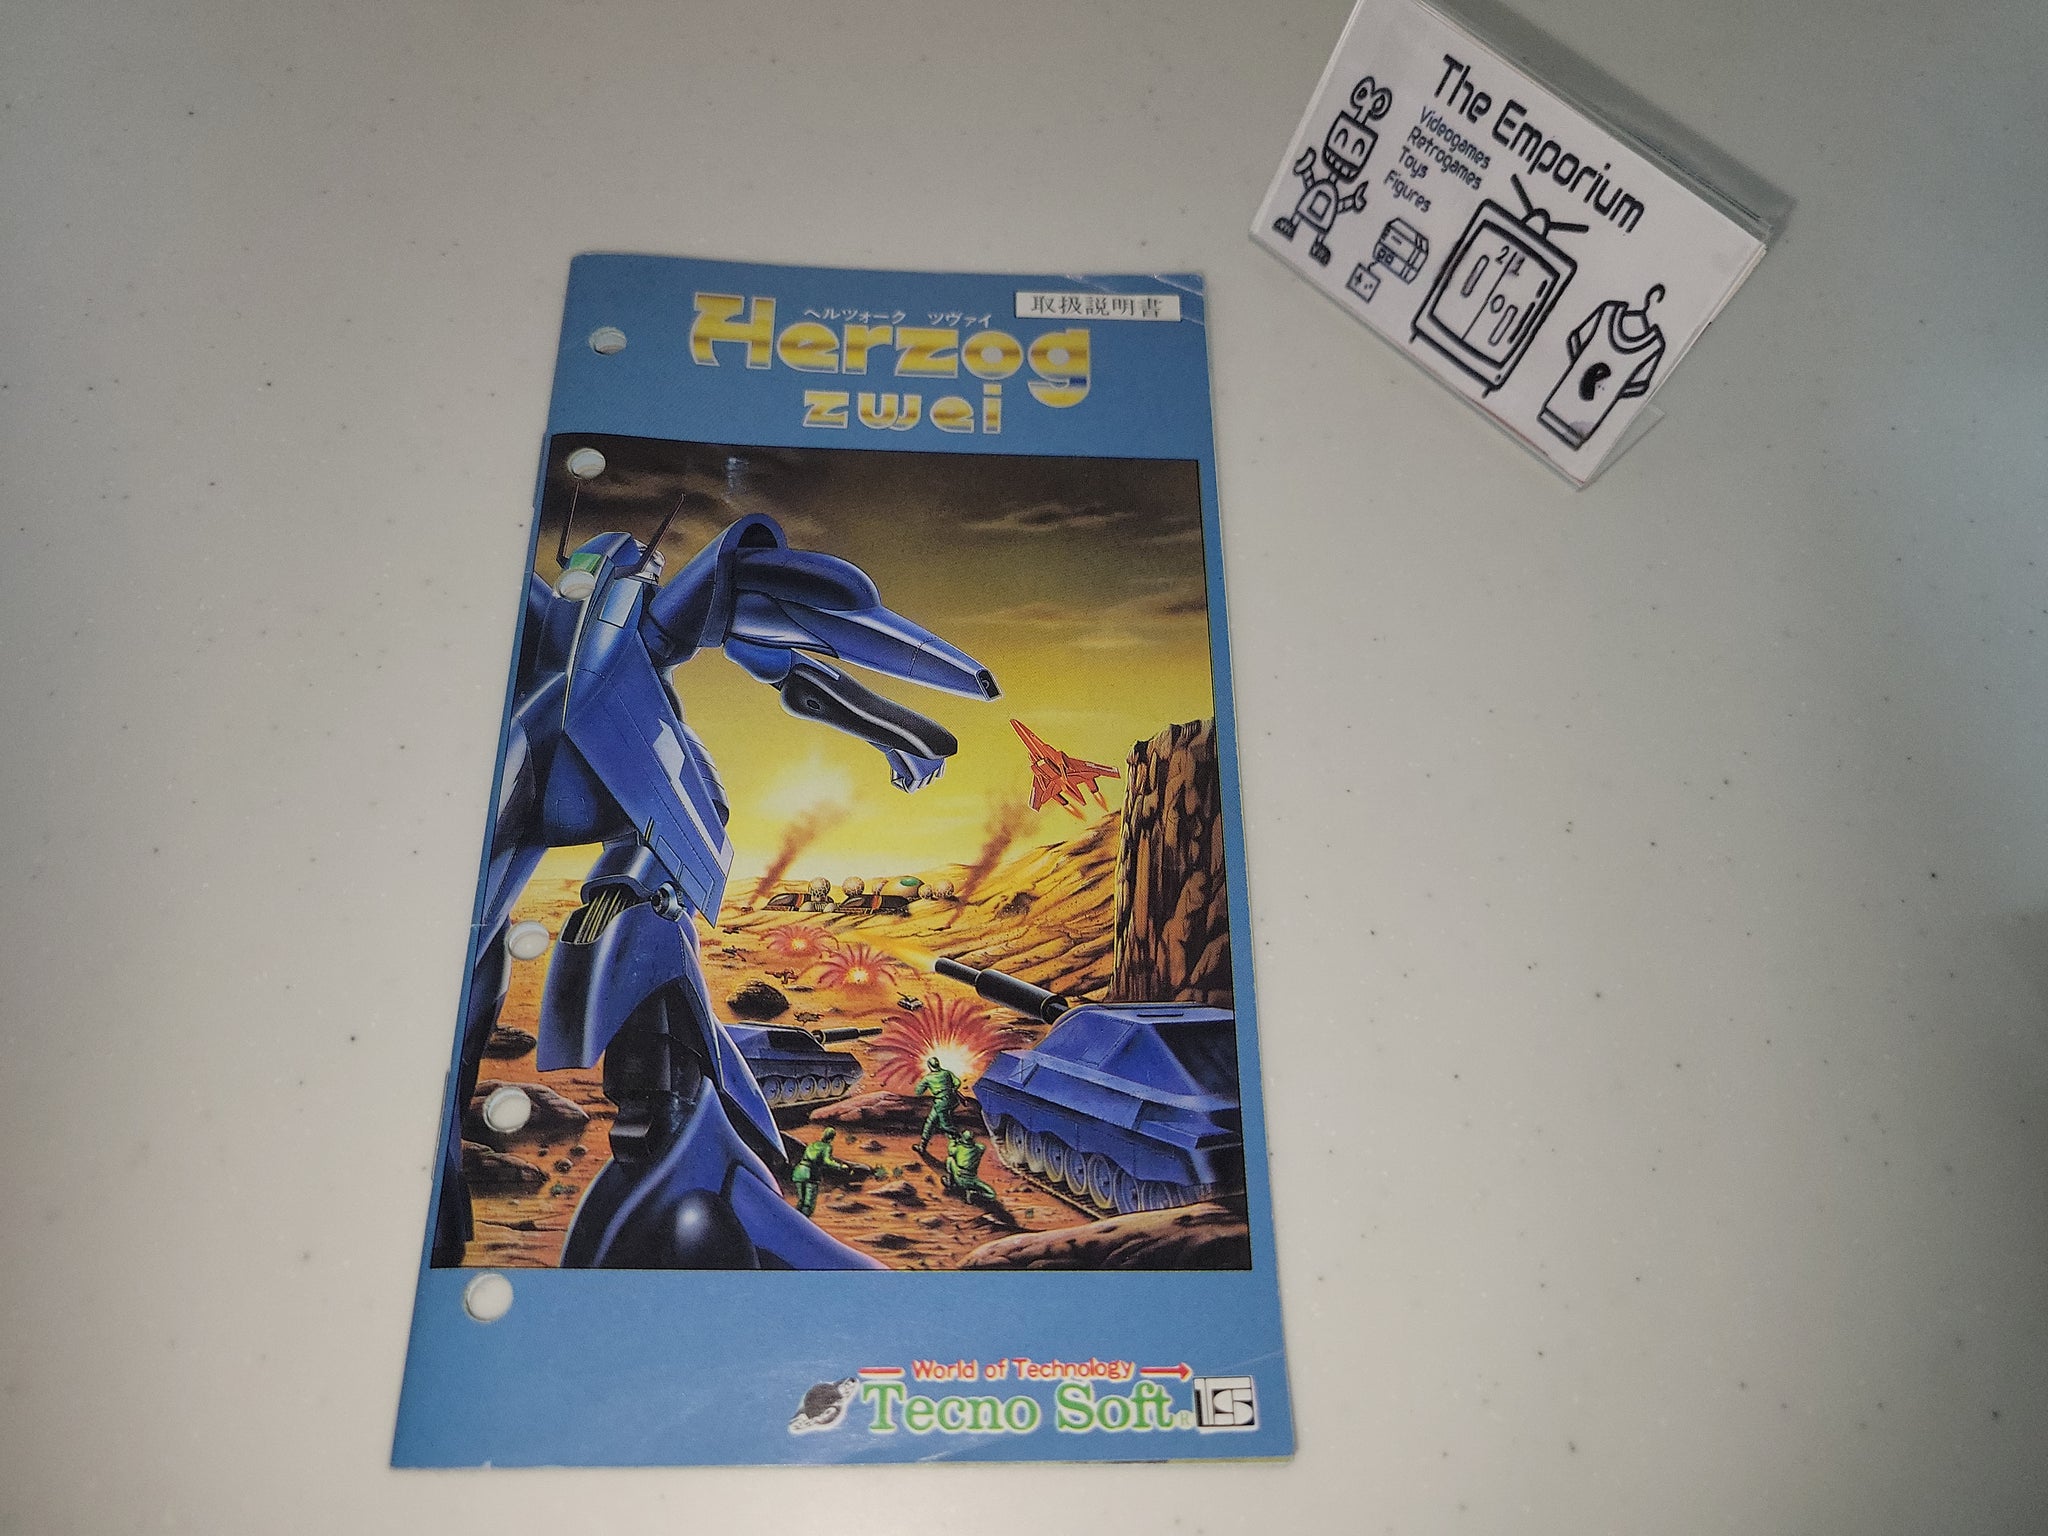 The Emporium
Videogames
Retrogames
Toys
Figures
21
取扱説明書
ヘルツォーク ツヴァイ
Herzog
zwei
World of Technology
Tecno Soft®
TS